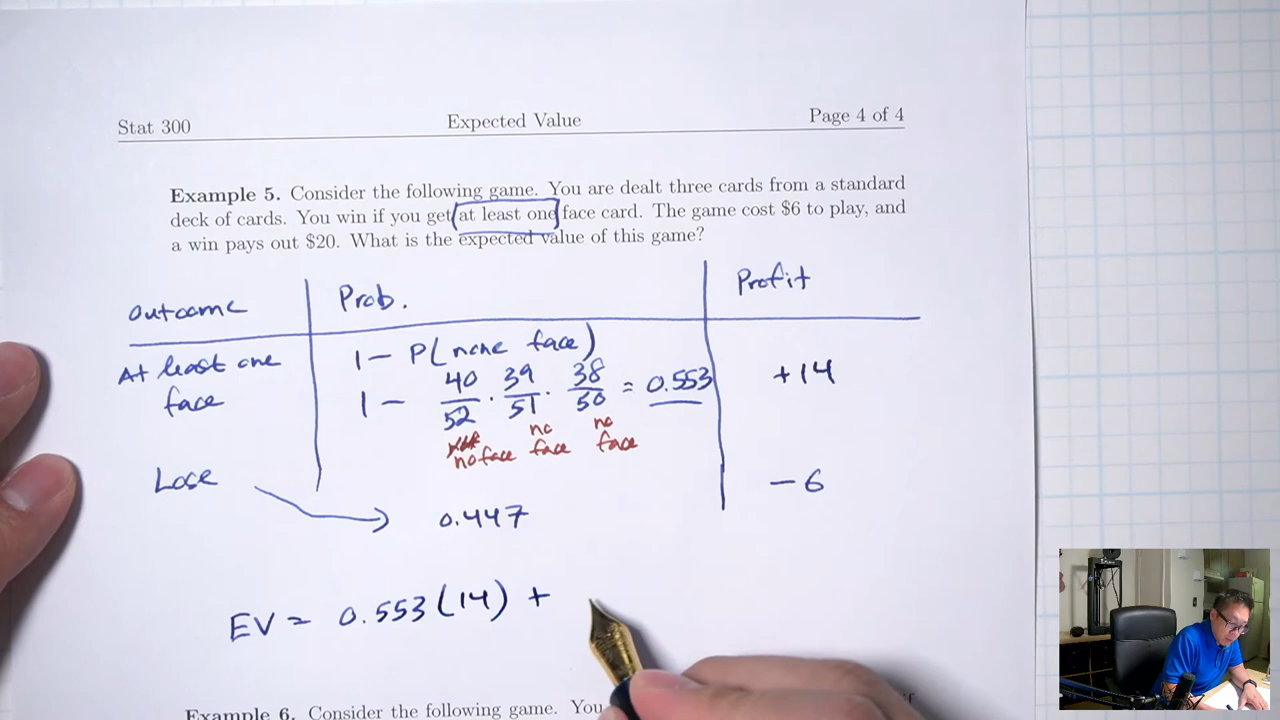 Stat 300 Expected Value Page 4 of 4
Example 5. Consider the following game. You are dealt three cards from a standard
deck of cards. You win if you get at least one face card. The game cost $6 to play, and
a win pays out $20. What is the expected value of this game?
Outcome Prob. Profit
At least one face 1 - P(none face) +14
1 - 40/52 · 39/51 · 38/50 = 0.553
no face no face no face
Lose -6
0.447
EV = 0.553(14) +
Example 6. Consider the following game. You